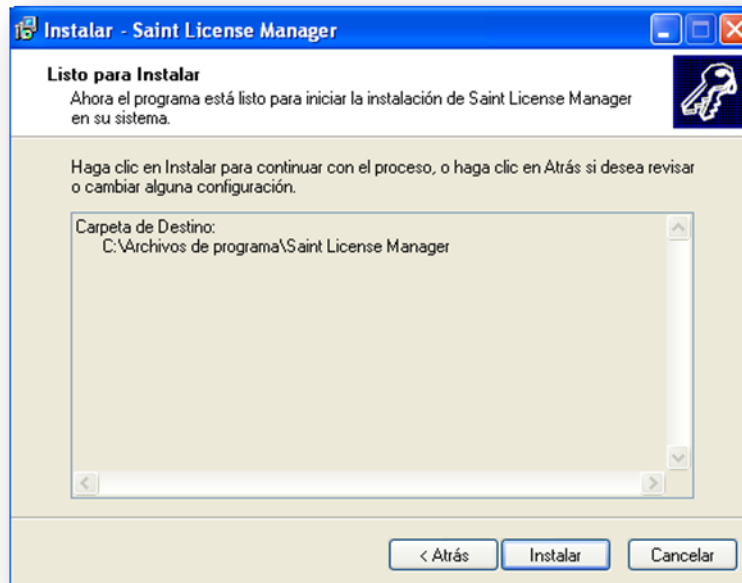 Instalar - Saint License Manager
Listo para Instalar
Ahora el programa está listo para iniciar la instalación de Saint License Manager
en su sistema.
Haga clic en Instalar para continuar con el proceso, o haga clic en Atrás si desea revisar
o cambiar alguna configuración.
Carpeta de Destino:
C:\Archivos de programa\Saint License Manager
< Atrás
Instalar
Cancelar